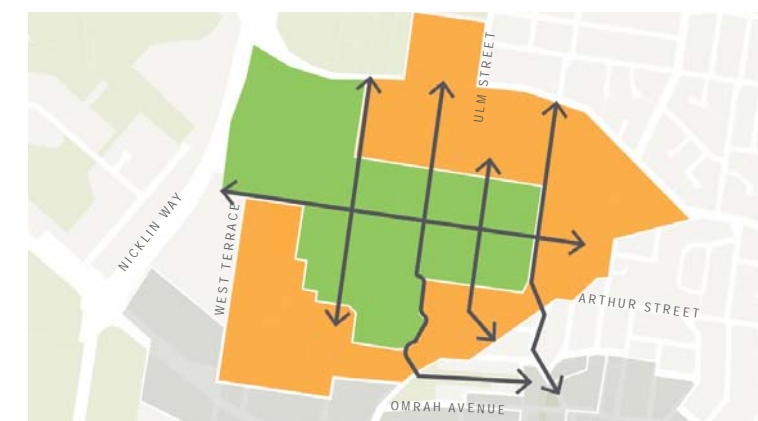 ULM STREET
NICKLIN WAY
WEST TERRACE
ARTHUR STREET
OMRAH AVENUE